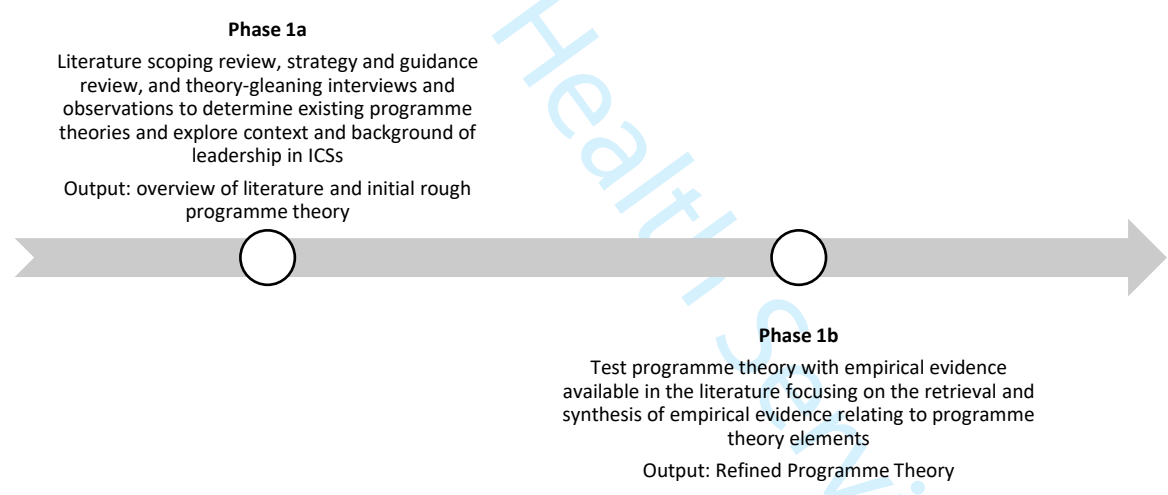 Phase 1a
Literature scoping review, strategy and guidance
review, and theory-gleaning interviews and
observations to determine existing programme
theories and explore context and background of
leadership in ICSs
Output: overview of literature and initial rough
programme theory
Phase 1b
Test programme theory with empirical evidence
available in the literature focusing on the retrieval and
synthesis of empirical evidence relating to programme
theory elements
Output: Refined Programme Theory